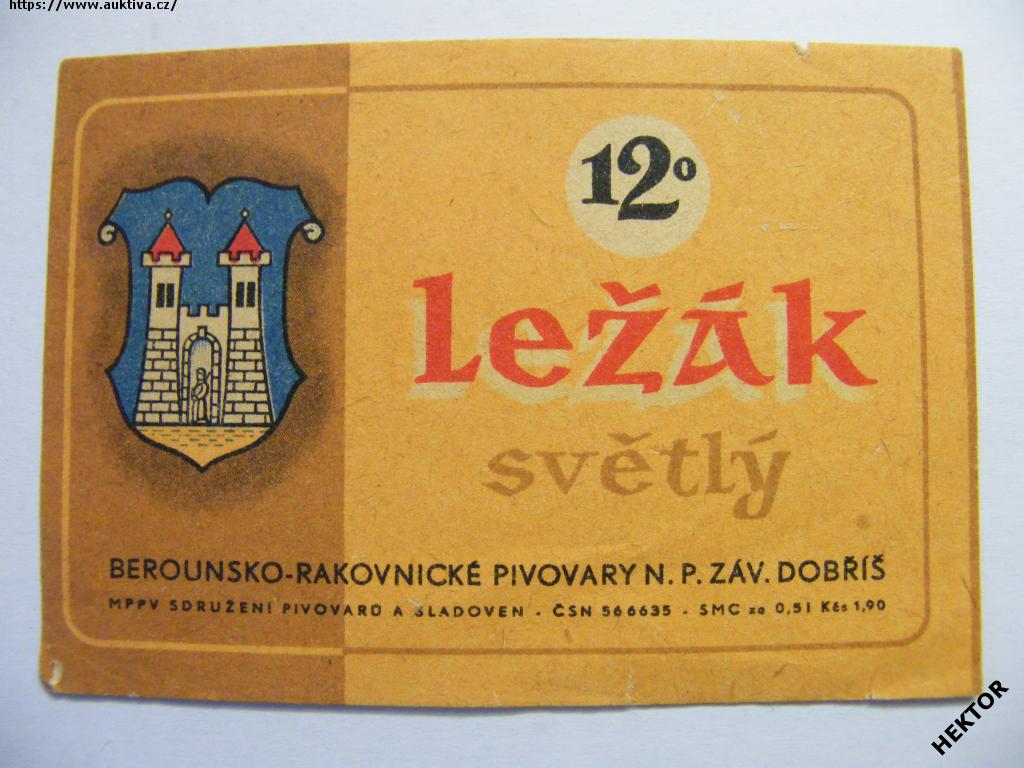 https://www.auktiva.cz/
12°
ležák
světlý
BEROUNSKO-RAKOVNICKÉ PIVOVARY N. P. ZÁV. DOBŘÍŠ
MPPV SDRUŽENÍ PIVOVARŮ A SLADOVEN - ČSN 566635 - SMC za 0,5l Kčs 1,90
HEKTOR